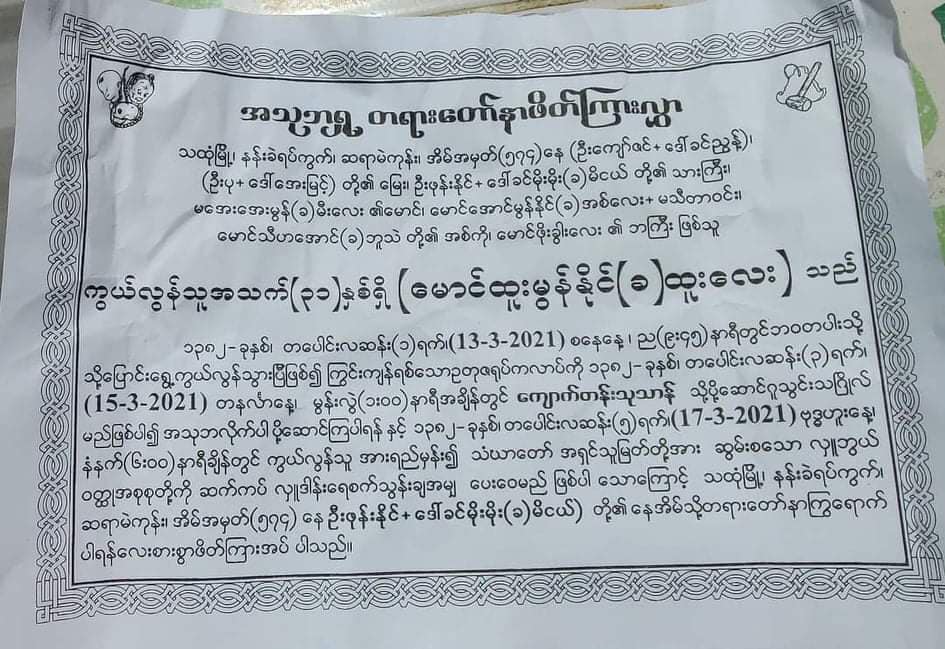 အသုဘရှု တရားတော်နာဖိတ်ကြားလွှာ
သထုံမြို့၊ နန်းခဲရပ်ကွက်၊ ဆရာမဲကုန်း၊ အိမ်အမှတ်(၅၇၄)နေ (ဦးကျော်ဇင်+ ဒေါ်ခင်ညွှန့်)၊
(ဦးပု+ ဒေါ်အေးမြင့်) တို့၏ မြေး၊ ဦးဖုန်းနိုင်+ ဒေါ်ခင်မိုးမိုး(ခ)မိငယ် တို့၏ သားကြီး၊
မအေးအေးမွန်(ခ)မီးလေး ၏မောင်၊ မောင်အောင်မွန်နိုင်(ခ)အစ်လေး+ မသီတာဝင်း၊
မောင်သီဟအောင်(ခ)ဘူသဲ တို့၏ အစ်ကို၊ မောင်ဖိုးခွါးလေး ၏ ဘကြီး ဖြစ်သူ
ကွယ်လွန်သူအသက်(၃၁)နှစ်ရှိ (မောင်ထူးမွန်နိုင်(ခ)ထူးလေး) သည်
၁၃၈၂-ခုနှစ်၊ တပေါင်းလဆန်း(၁)ရက်၊(13-3-2021) စနေနေ့၊ ည(၉:၄၅)နာရီတွင်ဘဝတပါးသို့
သို့ပြောင်းရွေ့ကွယ်လွန်သွားပြီဖြစ်၍ ကြွင်းကျန်ရစ်သောဥတုဇရုပ်ကလာပ်ကို ၁၃၈၂-ခုနှစ်၊ တပေါင်းလဆန်း(၃)ရက်၊
(15-3-2021) တနင်္လာနေ့၊ မွန်းလွဲ(၁:၀၀)နာရီအချိန်တွင် ကျောက်တန်းသုသာန် သို့ပို့ဆောင်ဂူသွင်းသဂြိုလ်
မည်ဖြစ်ပါ၍ အသုဘလိုက်ပါ ပို့ဆောင်ကြပါရန် နှင့် ၁၃၈၂-ခုနှစ်၊ တပေါင်းလဆန်း(၅)ရက်၊(17-3-2021) ဗုဒ္ဓဟူးနေ့၊
နံနက်(၆:၀၀)နာရီချိန်တွင် ကွယ်လွန်သူ အားရည်မှန်း၍ သံဃာတော် အရှင်သူမြတ်တို့အား ဆွမ်းစသော လှူဘွယ်
ဝတ္ထုအစုစုတို့ကို ဆက်ကပ် လှူဒါန်းရေစက်သွန်းချအမျှ ပေးဝေမည် ဖြစ်ပါ သောကြောင့် သထုံမြို့၊ နန်းခဲရပ်ကွက်၊
ဆရာမဲကုန်း၊ အိမ်အမှတ်(၅၇၄) နေ ဦးဖုန်းနိုင်+ ဒေါ်ခင်မိုးမိုး(ခ)မိငယ်) တို့၏ နေအိမ်သို့တရားတော်နာကြွရောက်
ပါရန်လေးစားစွာဖိတ်ကြားအပ် ပါသည်။